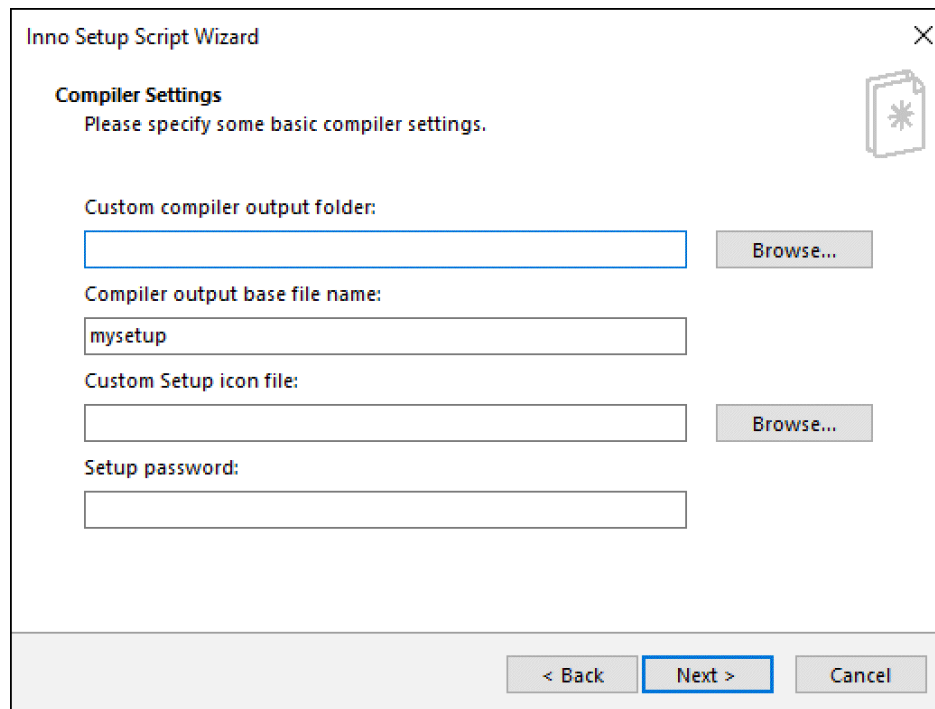 Inno Setup Script Wizard
Compiler Settings
Please specify some basic compiler settings.
Custom compiler output folder:
Browse...
Compiler output base file name:
mysetup
Custom Setup icon file:
Browse...
Setup password:
< Back Next > Cancel